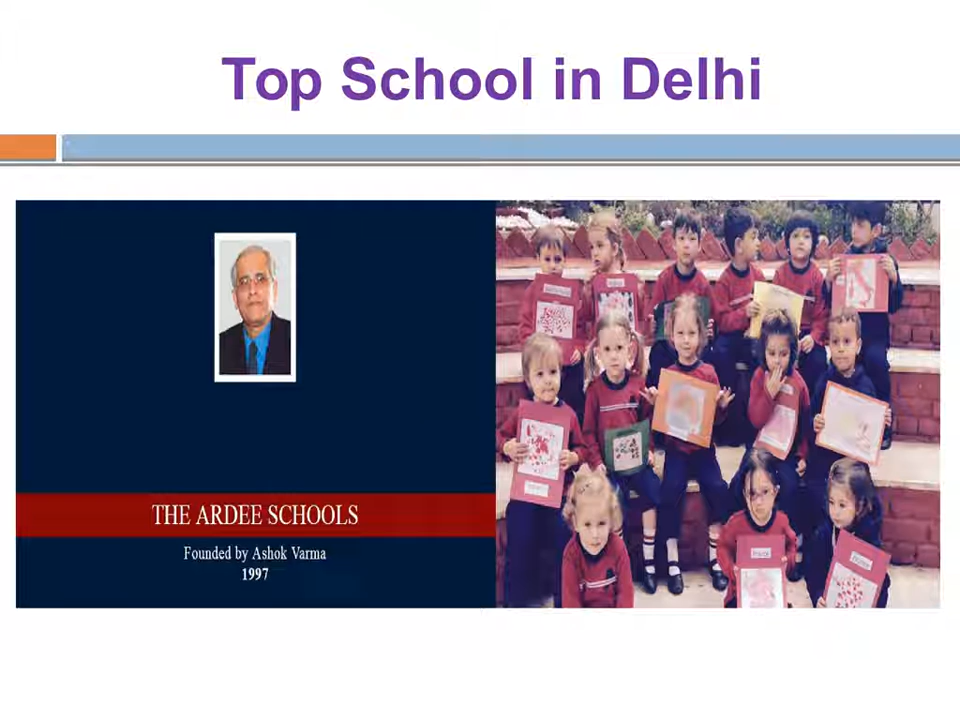 Top School in Delhi
THE ARDEE SCHOOLS
Founded by Ashok Varma
1997